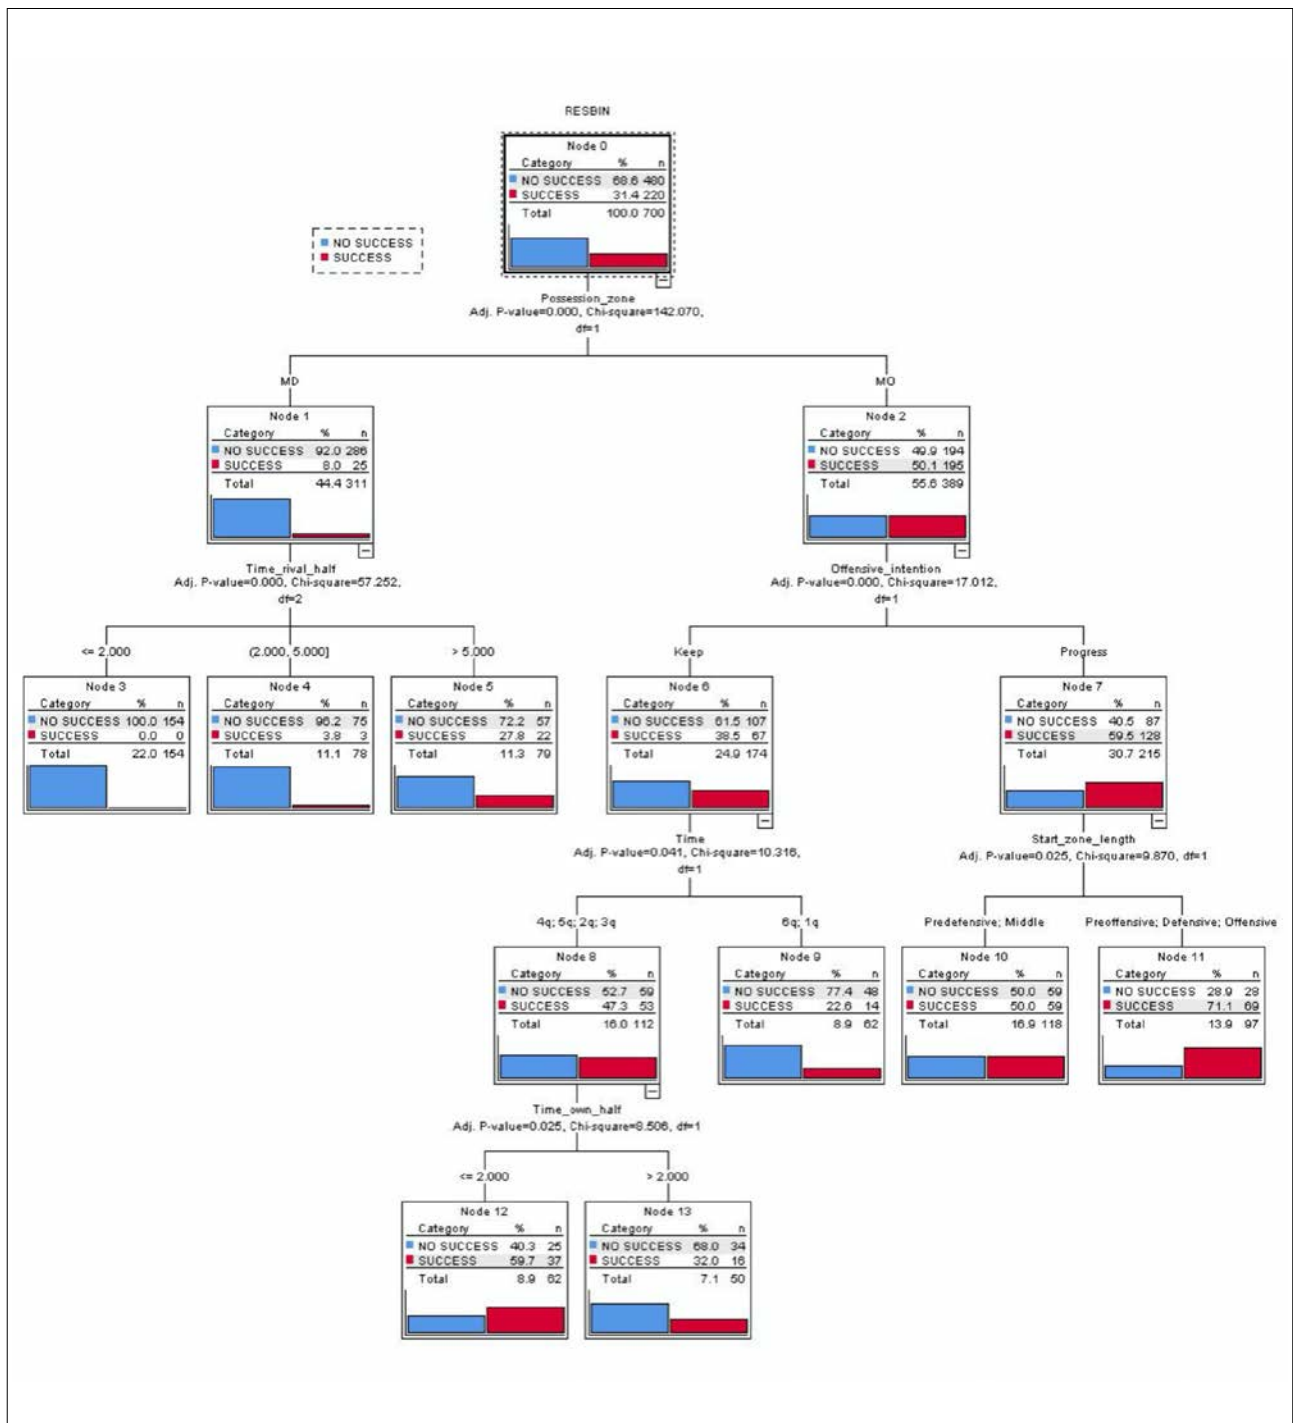 RESBIN
Node 0
Category % n
NO SUCCESS 68.6 480
SUCCESS 31.4 220
Total 100.0 700
NO SUCCESS
SUCCESS
Possession_zone
Adj. P-value=0.000, Chi-square=142.070,
df=1
MD
MO
Node 1
Category % n
NO SUCCESS 92.0 286
SUCCESS 8.0 25
Total 44.4 311
Node 2
Category % n
NO SUCCESS 49.9 194
SUCCESS 50.1 195
Total 55.6 389
Time_rival_half
Adj. P-value=0.000, Chi-square=57.252,
df=2
Offensive_intention
Adj. P-value=0.000, Chi-square=17.012,
df=1
<= 2.000
(2.000, 5.000]
> 5.000
Keep
Progress
Node 3
Category % n
NO SUCCESS 100.0 154
SUCCESS 0.0 0
Total 22.0 154
Node 4
Category % n
NO SUCCESS 96.2 75
SUCCESS 3.8 3
Total 11.1 78
Node 5
Category % n
NO SUCCESS 72.2 57
SUCCESS 27.8 22
Total 11.3 79
Node 6
Category % n
NO SUCCESS 61.5 107
SUCCESS 38.5 67
Total 24.9 174
Node 7
Category % n
NO SUCCESS 40.5 87
SUCCESS 59.5 128
Total 30.7 215
Time
Adj. P-value=0.041, Chi-square=10.316,
df=1
Start_zone_length
Adj. P-value=0.025, Chi-square=9.870, df=1
4q; 5q; 2q; 3q
6q; 1q
Predefensive; Middle
Preoffensive; Defensive; Offensive
Node 8
Category % n
NO SUCCESS 52.7 59
SUCCESS 47.3 53
Total 16.0 112
Node 9
Category % n
NO SUCCESS 77.4 48
SUCCESS 22.6 14
Total 8.9 62
Node 10
Category % n
NO SUCCESS 50.0 59
SUCCESS 50.0 59
Total 16.9 118
Node 11
Category % n
NO SUCCESS 28.9 28
SUCCESS 71.1 69
Total 13.9 97
Time_own_half
Adj. P-value=0.025, Chi-square=8.506, df=1
<= 2.000
> 2.000
Node 12
Category % n
NO SUCCESS 40.3 25
SUCCESS 59.7 37
Total 8.9 62
Node 13
Category % n
NO SUCCESS 68.0 34
SUCCESS 32.0 16
Total 7.1 50